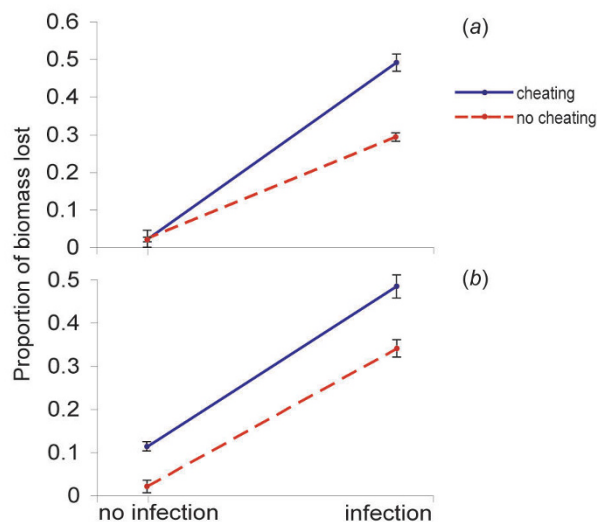 0.6
(a)
0.5
0.4
0.3
0.2
0.1
0
cheating
no cheating
Proportion of biomass lost
0.5
(b)
0.4
0.3
0.2
0.1
0
no infection
infection